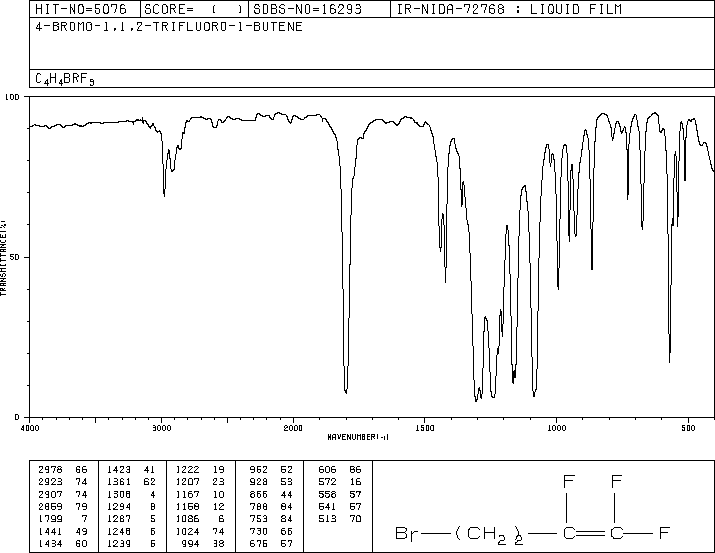 HIT-NO=5076 SCORE= ( ) SDBS-NO=16293 IR-NIDA-72768 : LIQUID FILM
4-BROMO-1,1,2-TRIFLUORO-1-BUTENE
C4H4BRF3
100
50
0
TRANSMITTANCE(%)
4000 3000 2000 1500 1000 500
WAVENUMBER(-1)
2978 66 1423 41 1222 19 952 52 606 86
2923 74 1361 62 1207 23 928 53 572 16
2907 74 1308 4 1167 10 866 44 558 57
2869 79 1294 8 1158 12 788 84 541 57
1799 7 1287 5 1086 6 753 84 513 70
1441 49 1248 6 1024 74 730 66
1434 60 1239 5 994 38 676 57
F F
Br—(CH2)2—C=C—F